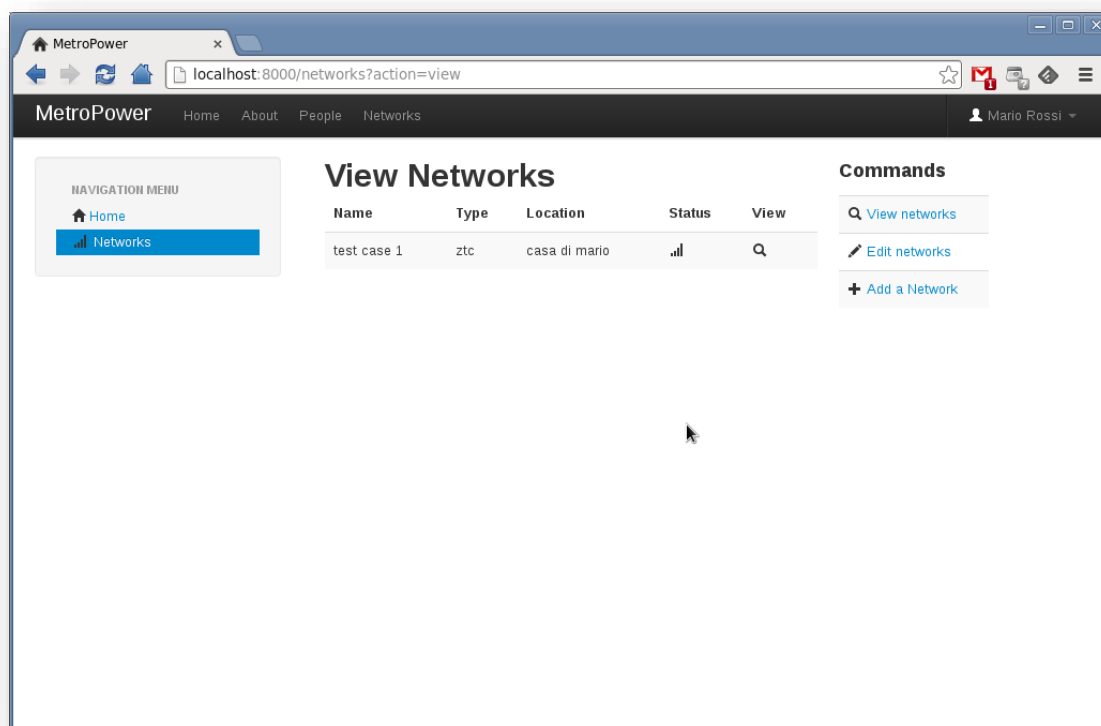 MetroPower
localhost:8000/networks?action=view
1
?
MetroPower Home About People Networks Mario Rossi
NAVIGATION MENU
Home
Networks
View Networks
Name Type Location Status View
test case 1 ztc casa di mario
Commands
View networks
Edit networks
Add a Network